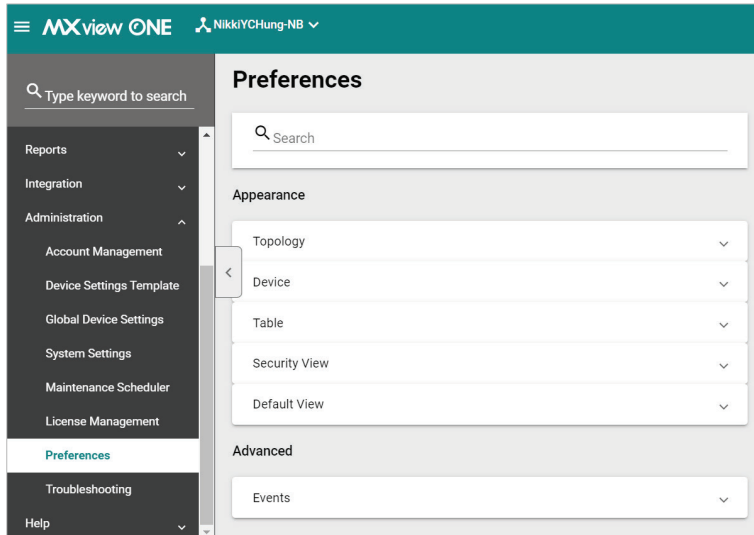 MXview ONE
NikkiYCHung-NB
Type keyword to search
Reports
Integration
Administration
Account Management
Device Settings Template
Global Device Settings
System Settings
Maintenance Scheduler
License Management
Preferences
Troubleshooting
Help
Preferences
Search
Appearance
Topology
Device
Table
Security View
Default View
Advanced
Events